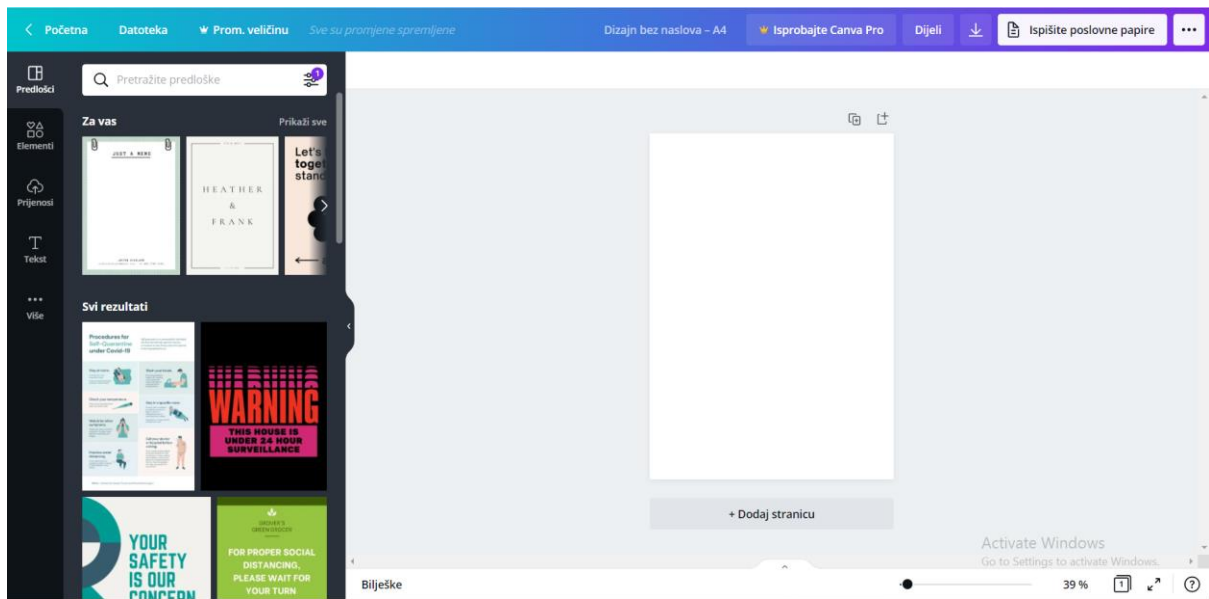 Početna
Datoteka
Prom. veličinu
Sve su promjene spremljene
Dizajn bez naslova – A4
Isprobajte Canva Pro
Dijeli
Ispišite poslovne papire
Predlošci
Elementi
Prijenosi
Tekst
Više
Pretražite predloške
1
Za vas
Prikaži sve
JUST A MEMO
HEATHER
&
FRANK
Let's
toget
stand
Svi rezultati
Procedures for
Self-Quarantine
under Covid-19
WARNING
THIS HOUSE IS
UNDER 24 HOUR
SURVEILLANCE
YOUR
SAFETY
IS OUR
CONCERN
GREEN GROCER
FOR PROPER SOCIAL
DISTANCING,
PLEASE WAIT FOR
YOUR TURN
+ Dodaj stranicu
Activate Windows
Go to Settings to activate Windows.
Bilješke
39 %
1
?